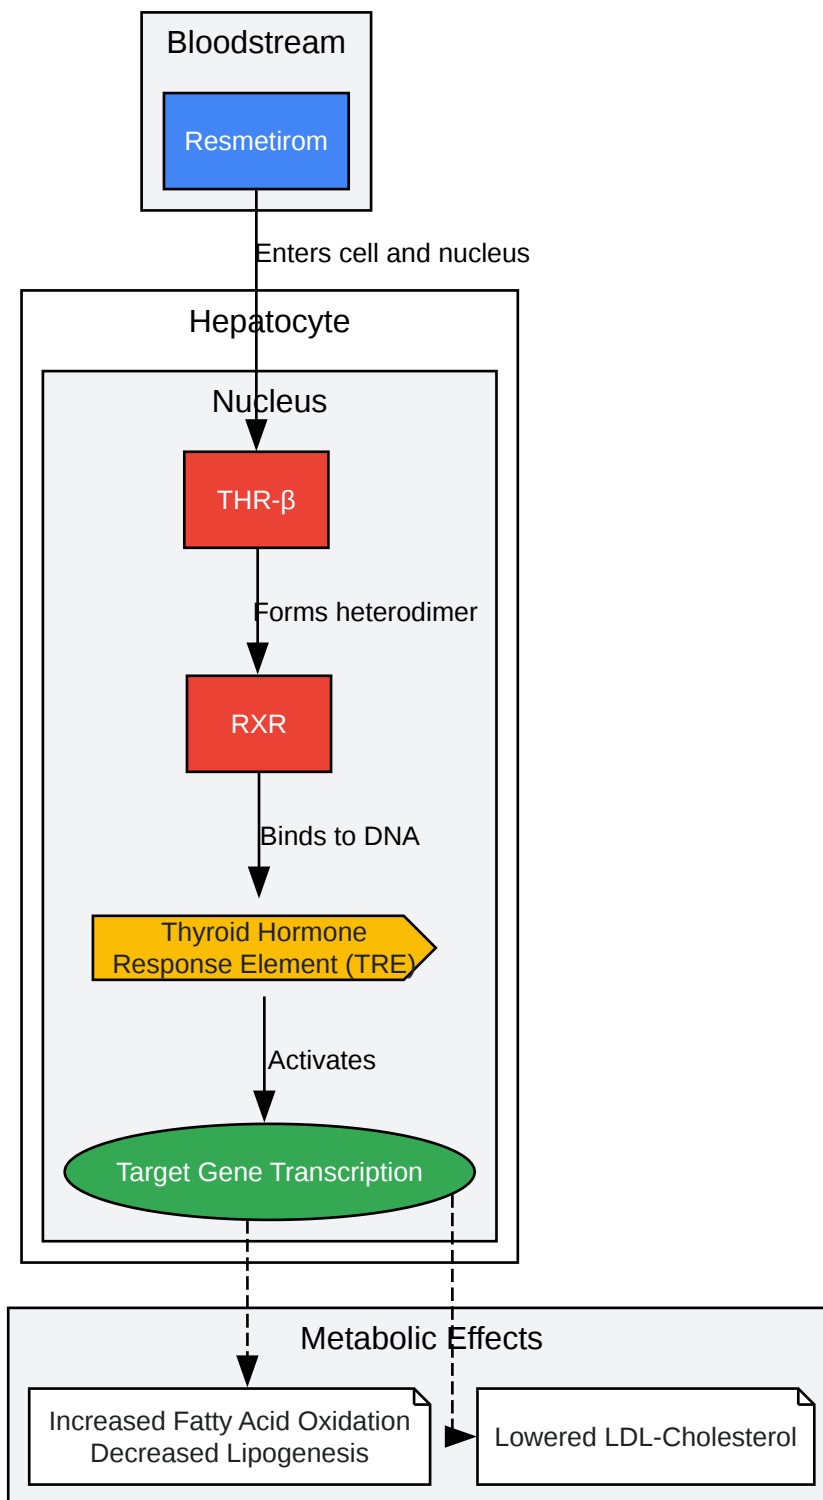 Bloodstream
Resmetirom
Enters cell and nucleus
Hepatocyte
Nucleus
THR-β
Forms heterodimer
RXR
Binds to DNA
Thyroid Hormone
Response Element (TRE)
Activates
Target Gene Transcription
Metabolic Effects
Increased Fatty Acid Oxidation
Decreased Lipogenesis
Lowered LDL-Cholesterol